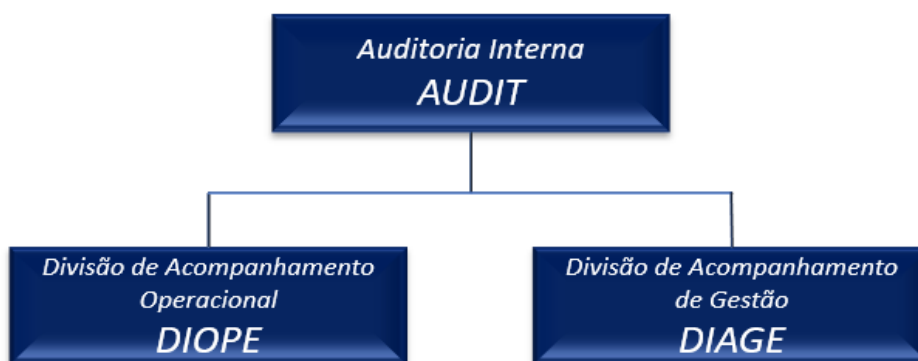 Auditoria Interna
AUDIT
Divisão de Acompanhamento
Operacional
DIOPE
Divisão de Acompanhamento
de Gestão
DIAGE